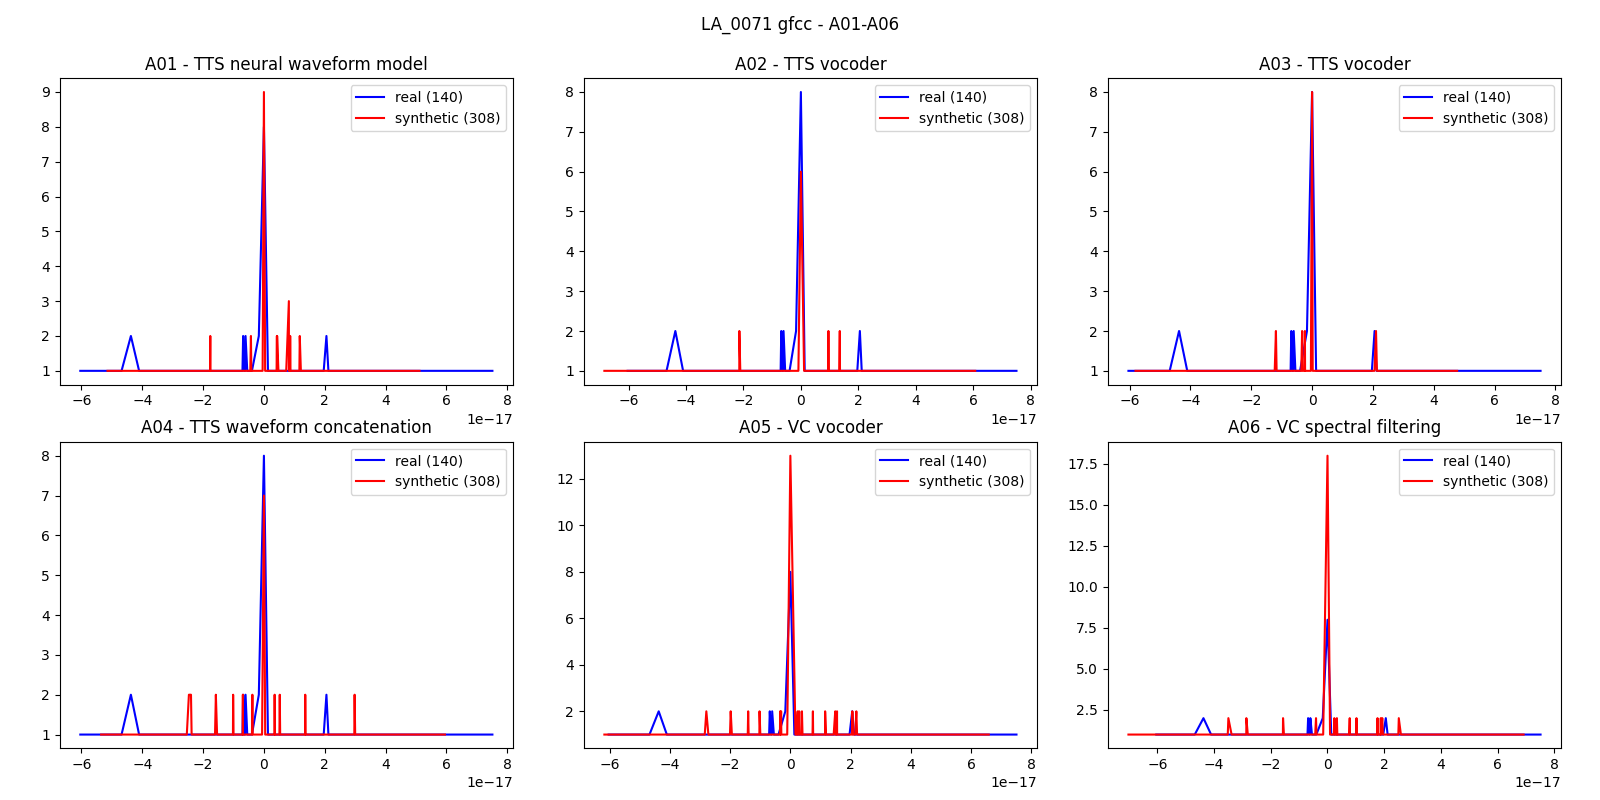 LA_0071 gfcc - A01-A06
A01 - TTS neural waveform model
9
8
7
6
5
4
3
2
1
real (140)
synthetic (308)
−6 −4 −2 0 2 4 6 8
1e−17
A02 - TTS vocoder
8
7
6
5
4
3
2
1
real (140)
synthetic (308)
−6 −4 −2 0 2 4 6 8
1e−17
A03 - TTS vocoder
8
7
6
5
4
3
2
1
real (140)
synthetic (308)
−6 −4 −2 0 2 4 6 8
1e−17
A04 - TTS waveform concatenation
8
7
6
5
4
3
2
1
real (140)
synthetic (308)
−6 −4 −2 0 2 4 6 8
1e−17
A05 - VC vocoder
12
10
8
6
4
2
real (140)
synthetic (308)
−6 −4 −2 0 2 4 6 8
1e−17
A06 - VC spectral filtering
17.5
15.0
12.5
10.0
7.5
5.0
2.5
real (140)
synthetic (308)
−6 −4 −2 0 2 4 6 8
1e−17